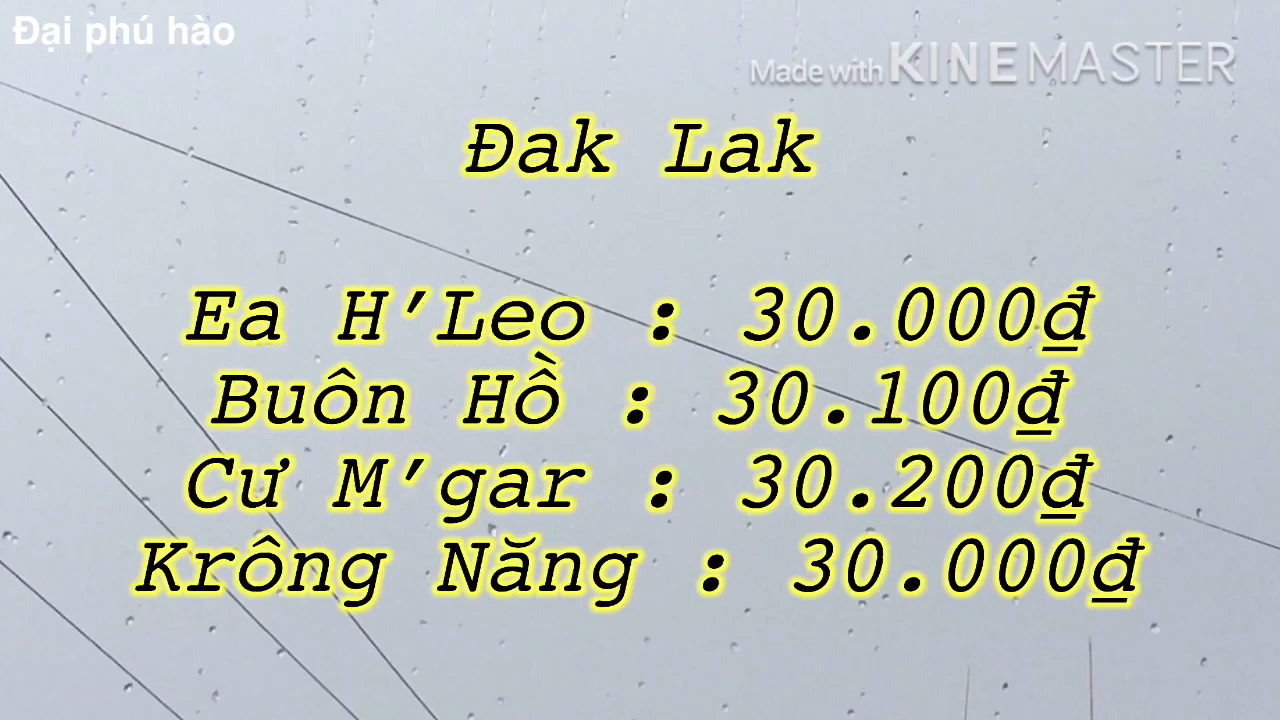 Đại phú hào
Made with KINEMASTER
Đak Lak
Ea H’Leo : 30.000₫
Buôn Hồ : 30.100₫
Cư M’gar : 30.200₫
Krông Năng : 30.000₫